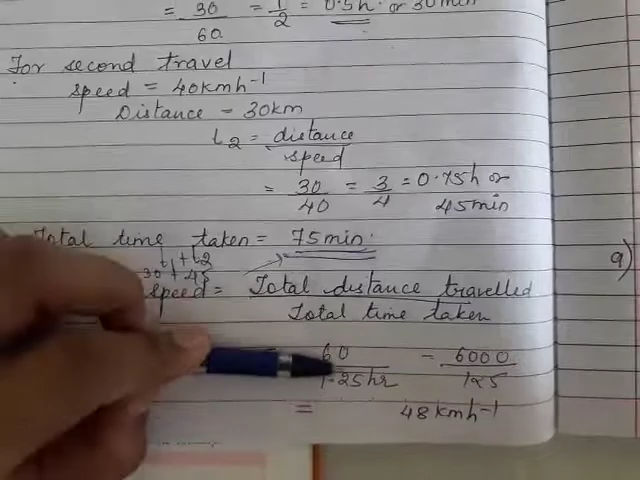 = 30/60 = 1/2 = 0.5h or 30min
For second travel
speed = 40kmh-1
Distance - 30km
t2 = distance/speed
= 30/40 = 3/4 = 0.75h or 45min
Total time taken = 75min.
t1 + t2
30 + 45
speed = Total distance travelled/Total time taken
60/1.25hr - 6000/125
= 48kmh-1
9)